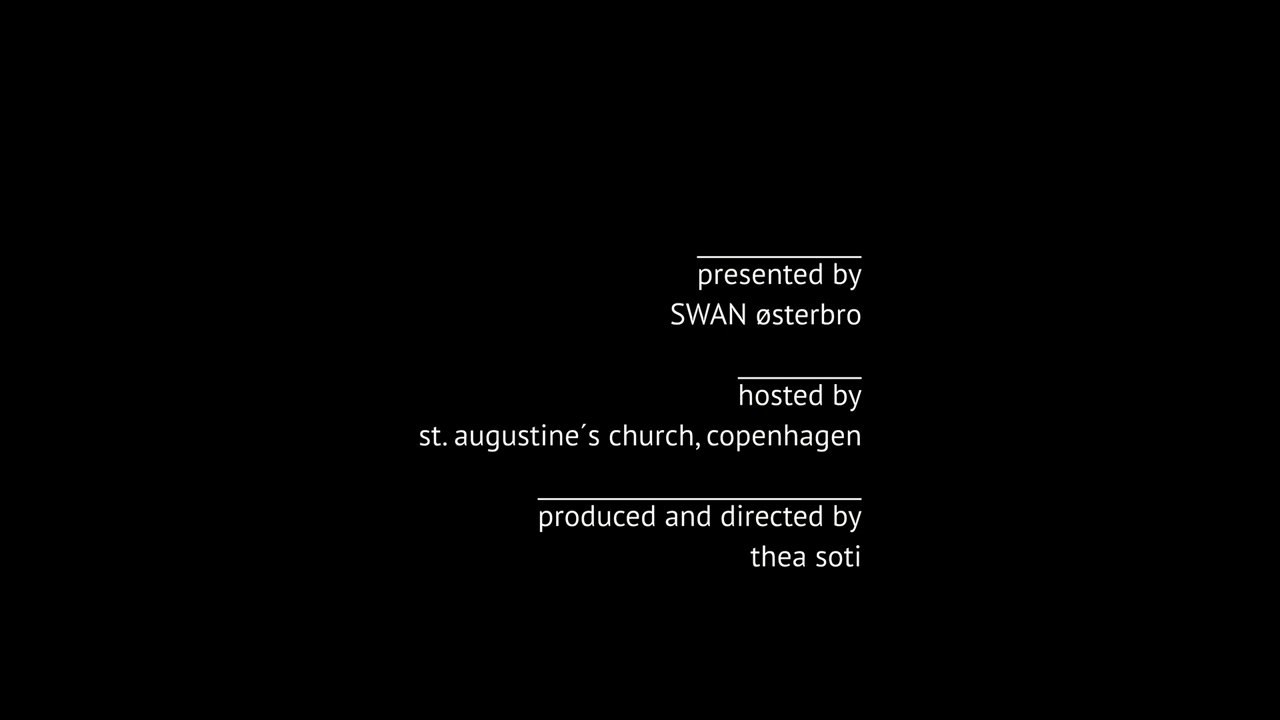 presented by
SWAN østerbro
hosted by
st. augustine´s church, copenhagen
produced and directed by
thea soti